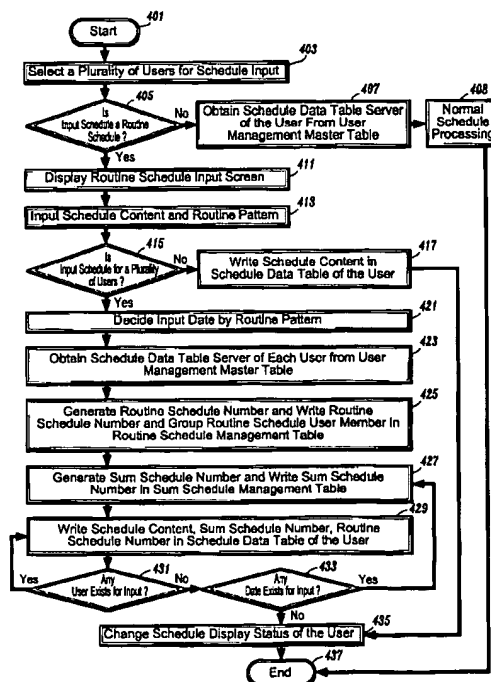 401
Start
403
Select a Plurality of Users for Schedule Input
405
Is
Input Schedule a Routine
Schedule ?
No
Yes
407
Obtain Schedule Data Table Server
of the User From User
Management Master Table
408
Normal
Schedule
Processing
411
Display Routine Schedule Input Screen
413
Input Schedule Content and Routine Pattern
415
Is
Input Schedule for a Plurality
of Users ?
No
Yes
417
Write Schedule Content in
Schedule Data Table of the User
421
Decide Input Date by Routine Pattern
423
Obtain Schedule Data Table Server of Each User from User
Management Master Table
425
Generate Routine Schedule Number and Write Routine
Schedule Number and Group Routine Schedule User Member in
Routine Schedule Management Table
427
Generate Sum Schedule Number and Write Sum Schedule
Number in Sum Schedule Management Table
429
Write Schedule Content, Sum Schedule Number, Routine
Schedule Number in Schedule Data Table of the User
431
Yes
Any
User Exists for Input ?
No
433
Any
Date Exists for Input ?
Yes
No
435
Change Schedule Display Status of the User
437
End